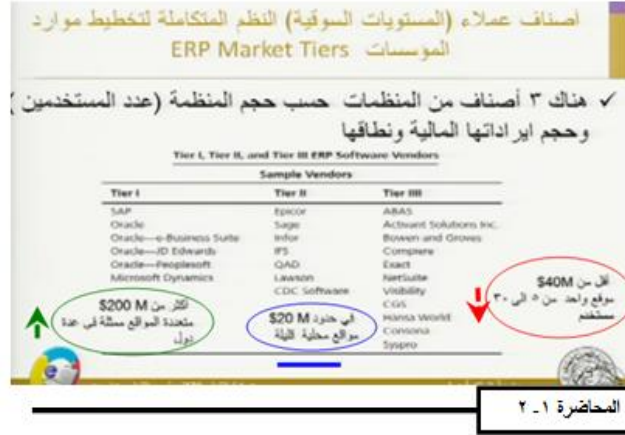 أصناف عملاء (المستويات السوقية) النظم المتكاملة لتخطيط موارد
المؤسسات ERP Market Tiers
✓ هناك ٣ أصناف من المنظمات حسب حجم المنظمة (عدد المستخدمين )
وحجم ايراداتها المالية ونطاقها
Tier I, Tier II, and Tier III ERP Software Vendors
Sample Vendors
Tier I Tier II Tier IIII
SAP Epicor ABAS
Oracle Sage Activant Solutions Inc.
Oracle—e-Business Suite Infor Bowen and Groves
Oracle—JD Edwards IFS Compiere
Oracle—Peoplesoft QAD Exact
Microsoft Dynamics Lawson NetSuite
CDC Software Visibility
CGS
Hansa World
Consona
Syspro
أكثر من 200 M$
متعددة المواقع ممثلة في عدة
دول
في حدود 20 M$
مواقع محلية قليلة
أقل من 40M$
موقع واحد من ٥ الى ٣٠
مستخدم
المحاضرة ١- ٢